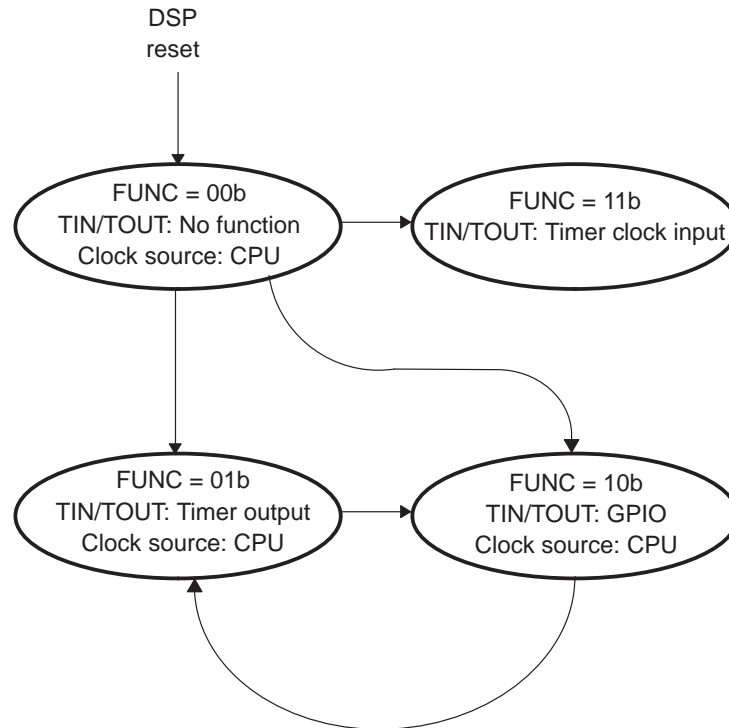 DSP
reset
FUNC = 00b
TIN/TOUT: No function
Clock source: CPU
FUNC = 11b
TIN/TOUT: Timer clock input
FUNC = 01b
TIN/TOUT: Timer output
Clock source: CPU
FUNC = 10b
TIN/TOUT: GPIO
Clock source: CPU